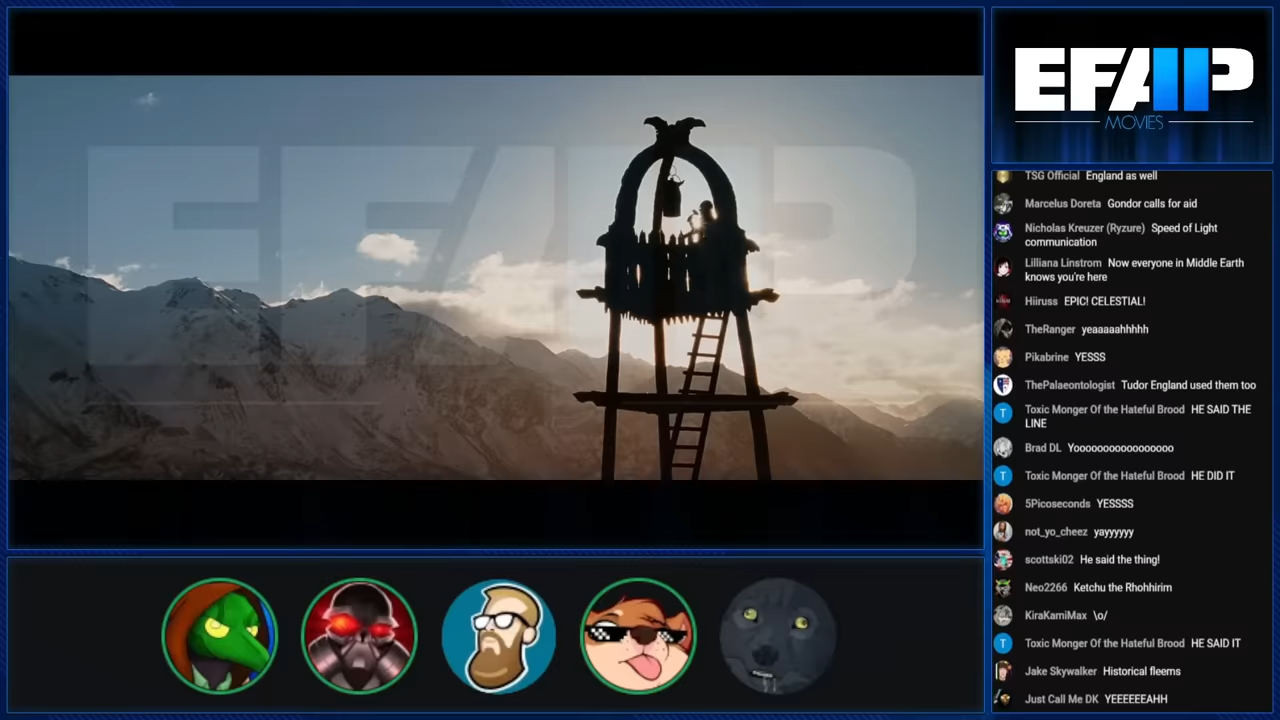 EFAP
EFAP
MOVIES
TSG Official England as well
Marcelus Doreta Gondor calls for aid
Nicholas Kreuzer (Ryzure) Speed of Light
communication
Lilliana Linstrom Now everyone in Middle Earth
knows you're here
Hiiruss EPIC! CELESTIAL!
TheRanger yeaaaaahhhhh
Pikabrine YESSS
ThePalaeontologist Tudor England used them too
T
Toxic Monger Of the Hateful Brood HE SAID THE
LINE
Brad DL Yoooooooooooooooo
T
Toxic Monger Of the Hateful Brood HE DID IT
5Picoseconds YESSSS
not_yo_cheez yayyyyyy
scottski02 He said the thing!
Neo2266 Ketchu the Rhohhirim
KiraKamiMax \o/
T
Toxic Monger Of the Hateful Brood HE SAID IT
Jake Skywalker Historical fleems
Just Call Me DK YEEEEEEAHH